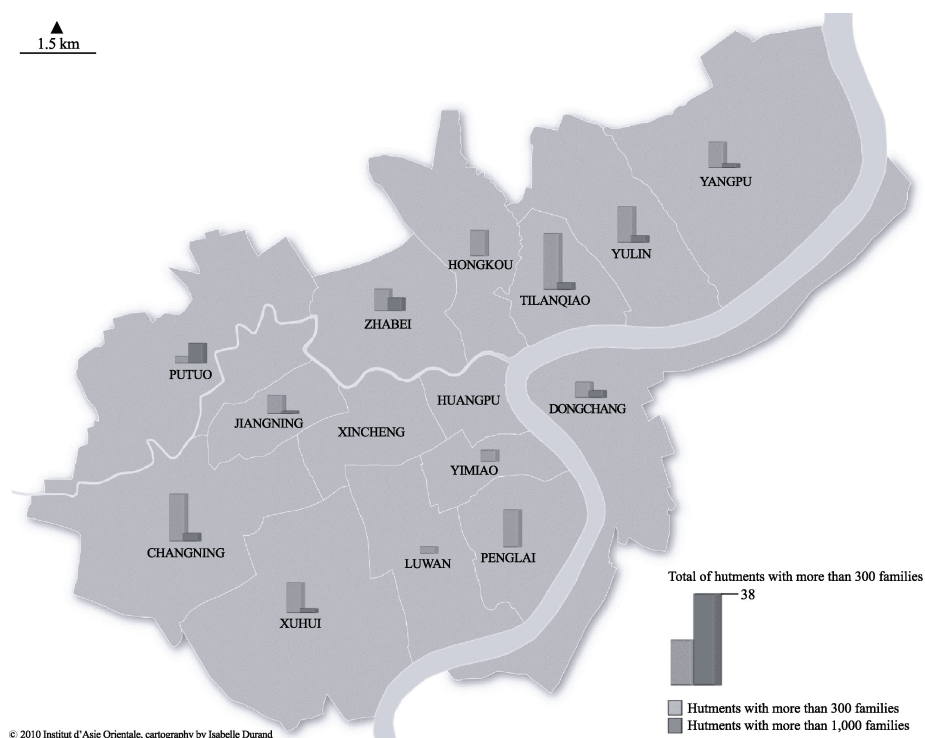 1.5 km
YANGPU
YULIN
HONGKOU
TILANQIAO
ZHABEI
PUTUO
HUANGPU
DONGCHANG
JIANGNING
XINCHENG
YIMIAO
CHANGNING
LUWAN
PENGLAI
XUHUI
Total of hutments with more than 300 families
38
Hutments with more than 300 families
Hutments with more than 1,000 families
© 2010 Institut d'Asie Orientale, cartography by Isabelle Durand